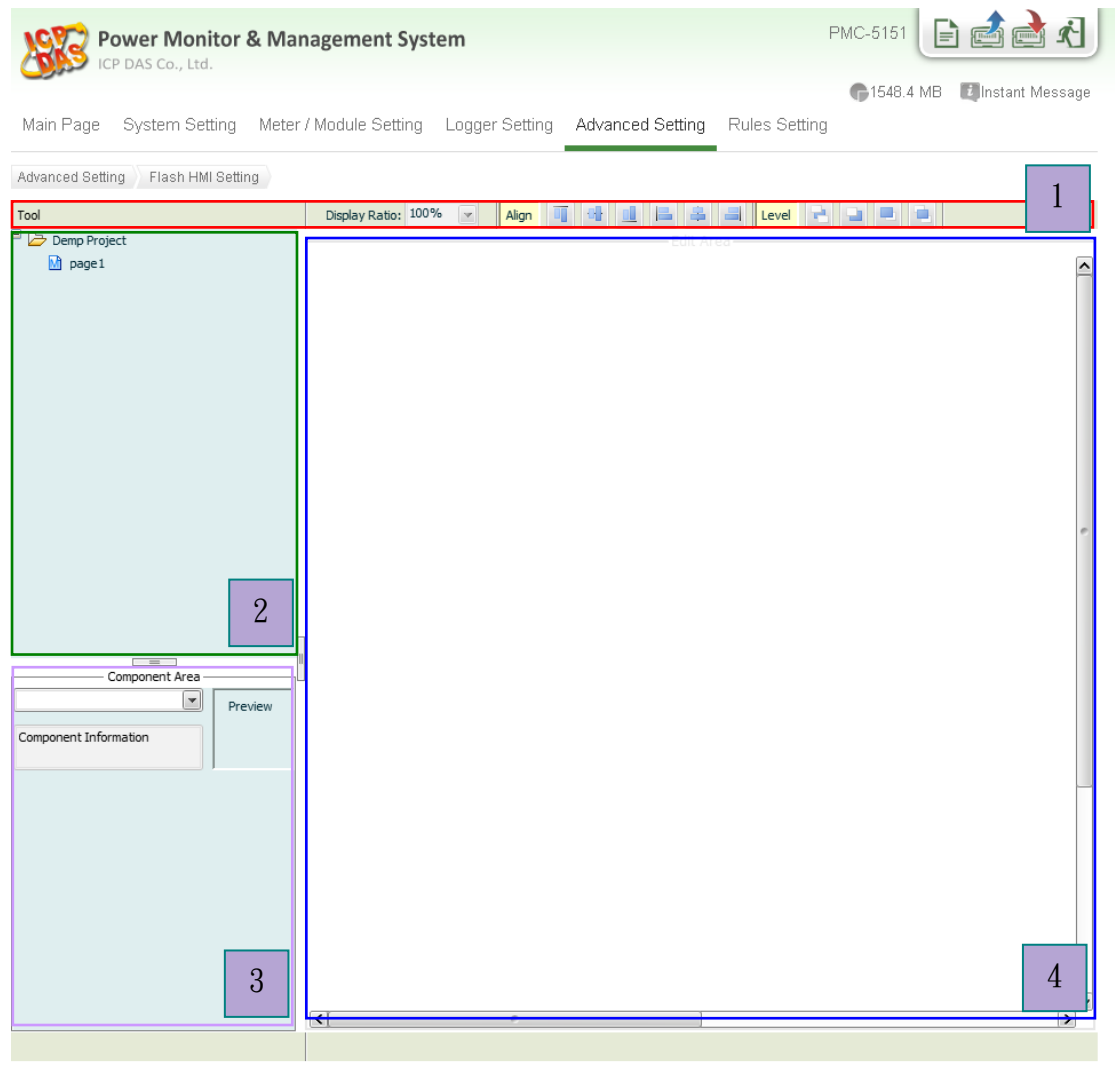 ICP DAS
Power Monitor & Management System
ICP DAS Co., Ltd.
PMC-5151
1548.4 MB Instant Message
Main Page System Setting Meter / Module Setting Logger Setting Advanced Setting Rules Setting
Advanced Setting Flash HMI Setting
1
Tool Display Ratio: 100% Align Level
Demp Project
Edit Area
page1
2
Component Area
Preview
Component Information
3
4